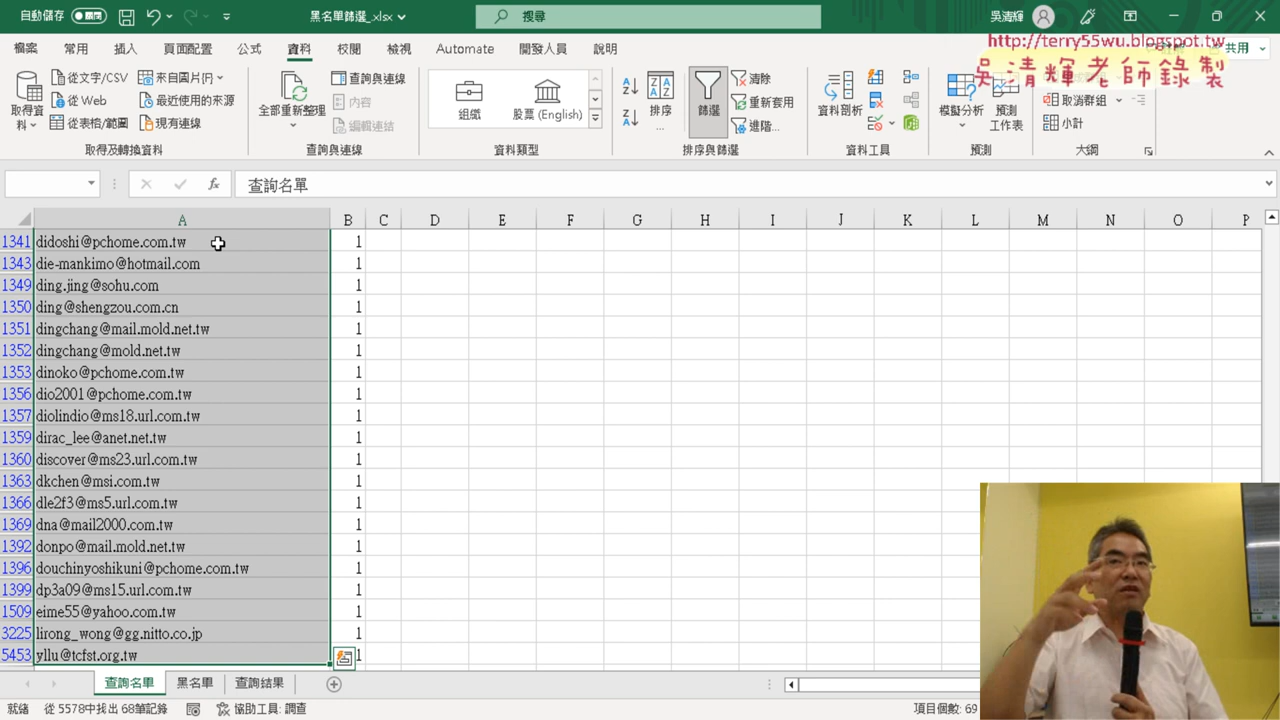 自動儲存
黑名單篩選_.xlsx
搜尋
吳清輝
檔案 常用 插入 頁面配置 公式 資料 校閱 檢視 Automate 開發人員 說明
http://terry55wu.blogspot.tw
吳清輝老師錄製
共用
取得資料
從文字/CSV
從 Web
從表格/範圍
來自圖片
最近使用的來源
現有連線
取得及轉換資料
全部重新整理
查詢與連線
內容
編輯連結
查詢與連線
組織
股票 (English)
資料類型
排序...
篩選
清除
重新套用
進階...
排序與篩選
資料剖析
資料工具
模擬分析
預測工作表
預測
取消群組
小計
大綱
查詢名單
A B C D E F G H I J K L M N O P
1341 didoshi@pchome.com.tw 1
1343 die-mankimo@hotmail.com 1
1349 ding.jing@sohu.com 1
1350 ding@shengzou.com.cn 1
1351 dingchang@mail.mold.net.tw 1
1352 dingchang@mold.net.tw 1
1353 dinoko@pchome.com.tw 1
1356 dio2001@pchome.com.tw 1
1357 diolindio@ms18.url.com.tw 1
1359 dirac_lee@anet.net.tw 1
1360 discover@ms23.url.com.tw 1
1363 dkchen@msi.com.tw 1
1366 dle2f3@ms5.url.com.tw 1
1369 dna@mail2000.com.tw 1
1392 donpo@mail.mold.net.tw 1
1396 douchinyoshikuni@pchome.com.tw 1
1399 dp3a09@ms15.url.com.tw 1
1509 eime55@yahoo.com.tw 1
3225 lirong_wong@gg.nitto.co.jp 1
5453 yllu@tcfst.org.tw 1
查詢名單 黑名單 查詢結果
就緒 從 5578中找出 68筆記錄 協助工具: 調查 項目個數: 69